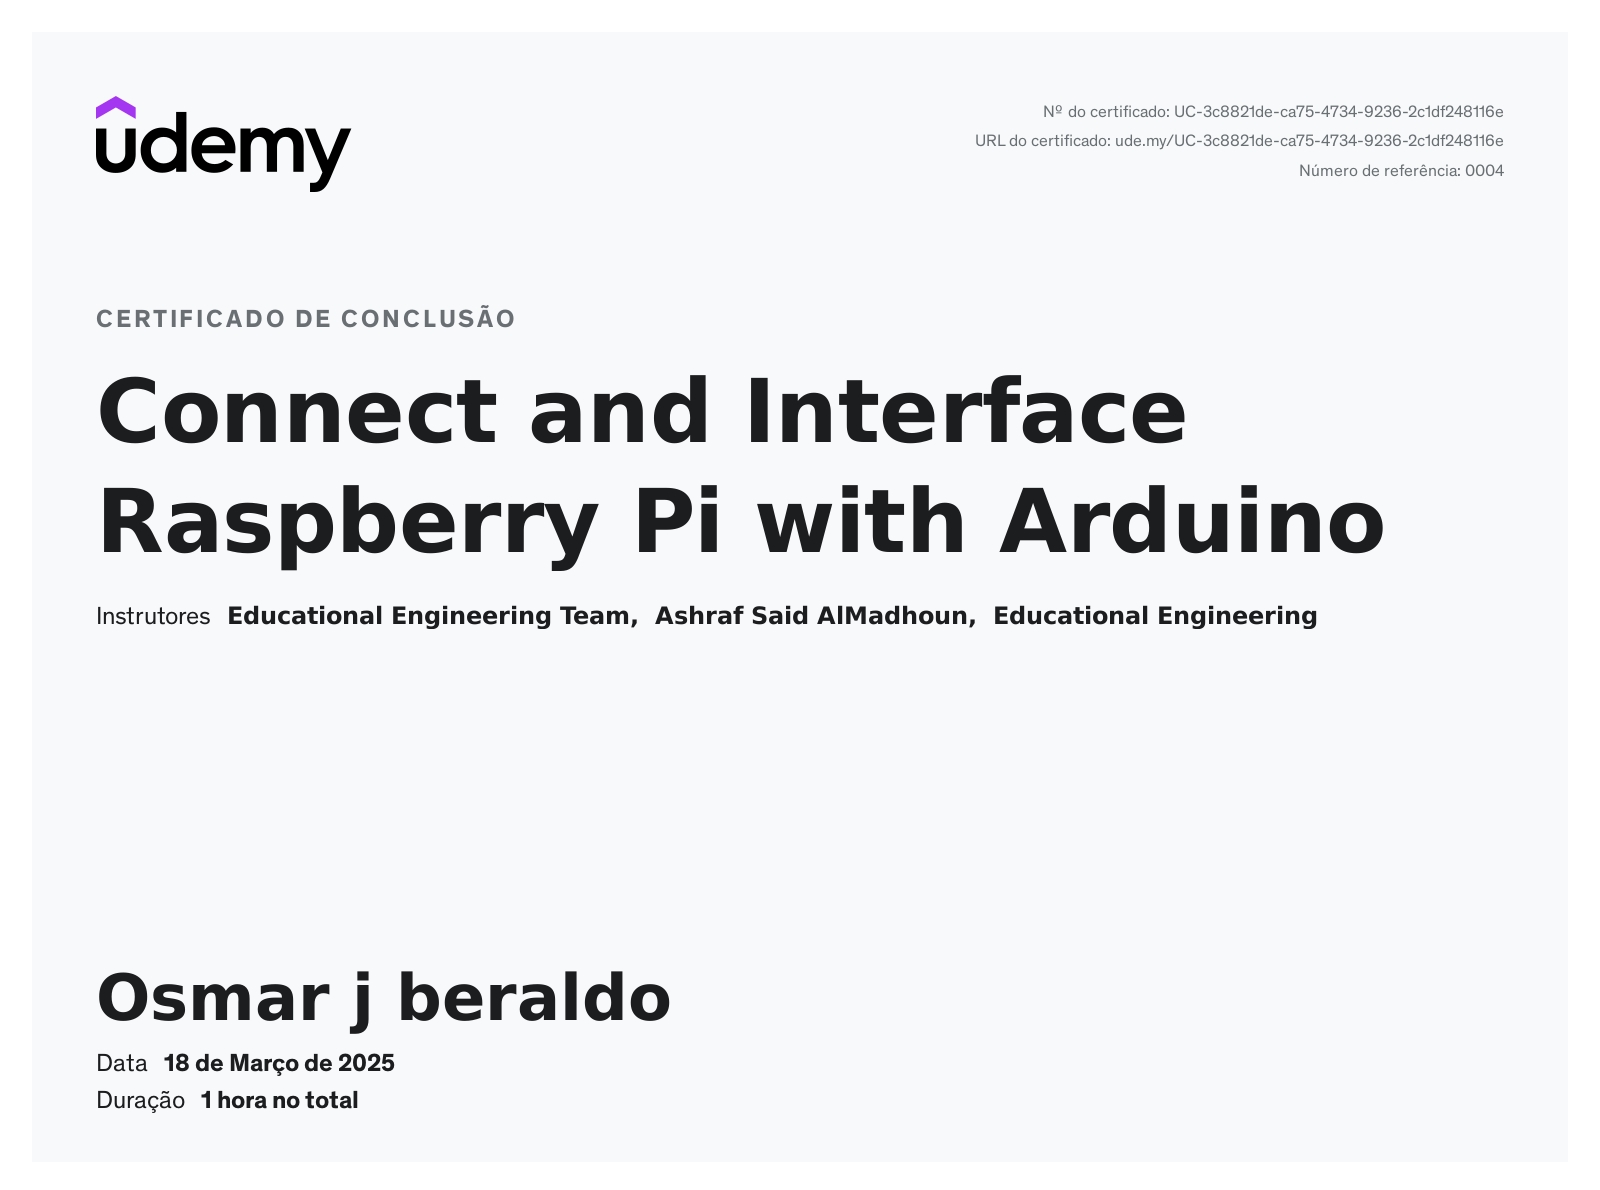 udemy
Nº do certificado: UC-3c8821de-ca75-4734-9236-2c1df248116e
URL do certificado: ude.my/UC-3c8821de-ca75-4734-9236-2c1df248116e
Número de referência: 0004
CERTIFICADO DE CONCLUSÃO
Connect and Interface
Raspberry Pi with Arduino
Instrutores Educational Engineering Team, Ashraf Said AlMadhoun, Educational Engineering
Osmar j beraldo
Data 18 de Março de 2025
Duração 1 hora no total